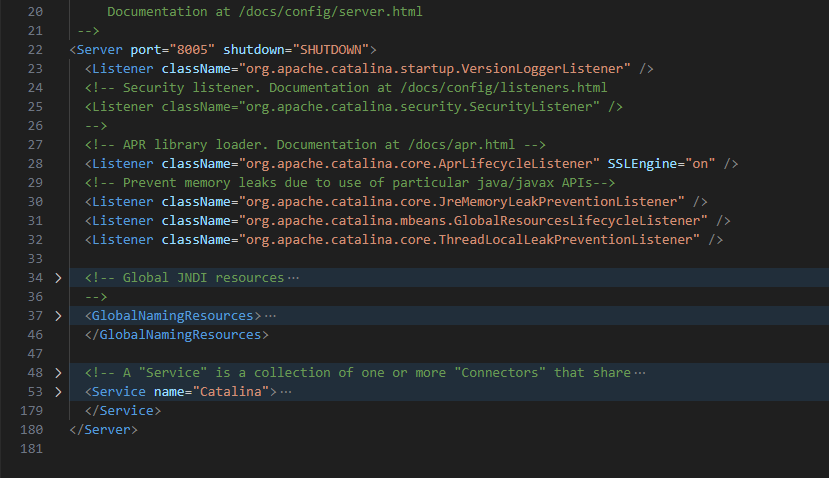 20 Documentation at /docs/config/server.html
21 -->
22 <Server port="8005" shutdown="SHUTDOWN">
23 <Listener className="org.apache.catalina.startup.VersionLoggerListener" />
24 <!-- Security listener. Documentation at /docs/config/listeners.html
25 <Listener className="org.apache.catalina.security.SecurityListener" />
26 -->
27 <!-- APR library loader. Documentation at /docs/apr.html -->
28 <Listener className="org.apache.catalina.core.AprLifecycleListener" SSLEngine="on" />
29 <!-- Prevent memory leaks due to use of particular java/javax APIs-->
30 <Listener className="org.apache.catalina.core.JreMemoryLeakPreventionListener" />
31 <Listener className="org.apache.catalina.mbeans.GlobalResourcesLifecycleListener" />
32 <Listener className="org.apache.catalina.core.ThreadLocalLeakPreventionListener" />
33
34 > <!-- Global JNDI resources ⋯
36 -->
37 > <GlobalNamingResources> ⋯
46 </GlobalNamingResources>
47
48 > <!-- A "Service" is a collection of one or more "Connectors" that share ⋯
53 > <Service name="Catalina"> ⋯
179 </Service>
180 </Server>
181